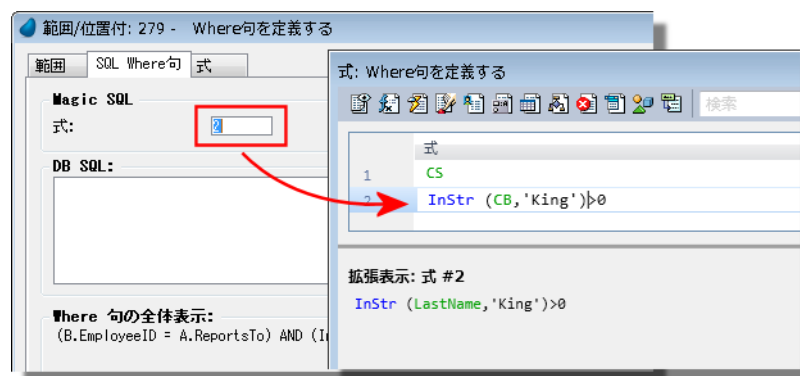 範囲/位置付: 279 - Where句を定義する
範囲 SQL Where句 式
Magic SQL
式: 2
DB SQL:
Where 句の全体表示:
(B.EmployeeID = A.ReportsTo) AND
式: Where句を定義する
検索
式
1 CS
2 InStr (CB,'King')>0
拡張表示: 式 #2
InStr (LastName,'King')>0